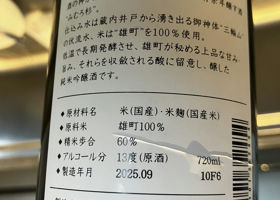 "みむろ杉"。
仕込み水は蔵内井戸から湧き出る御神体"三輪山"
の伏流水、米は"雄町"を100%使用。
低温で長期発酵させ、雄町が秘める上品な甘み
旨み、それらを収斂される酸に留意し、醸した
純米吟醸酒です。
◆原材料名 米(国産)・米麹(国産米)
◆原料米 雄町100%
◆精米歩合 60%
◆アルコール分 13度(原酒) 720ml
◆製造年月 2025.09 10F6